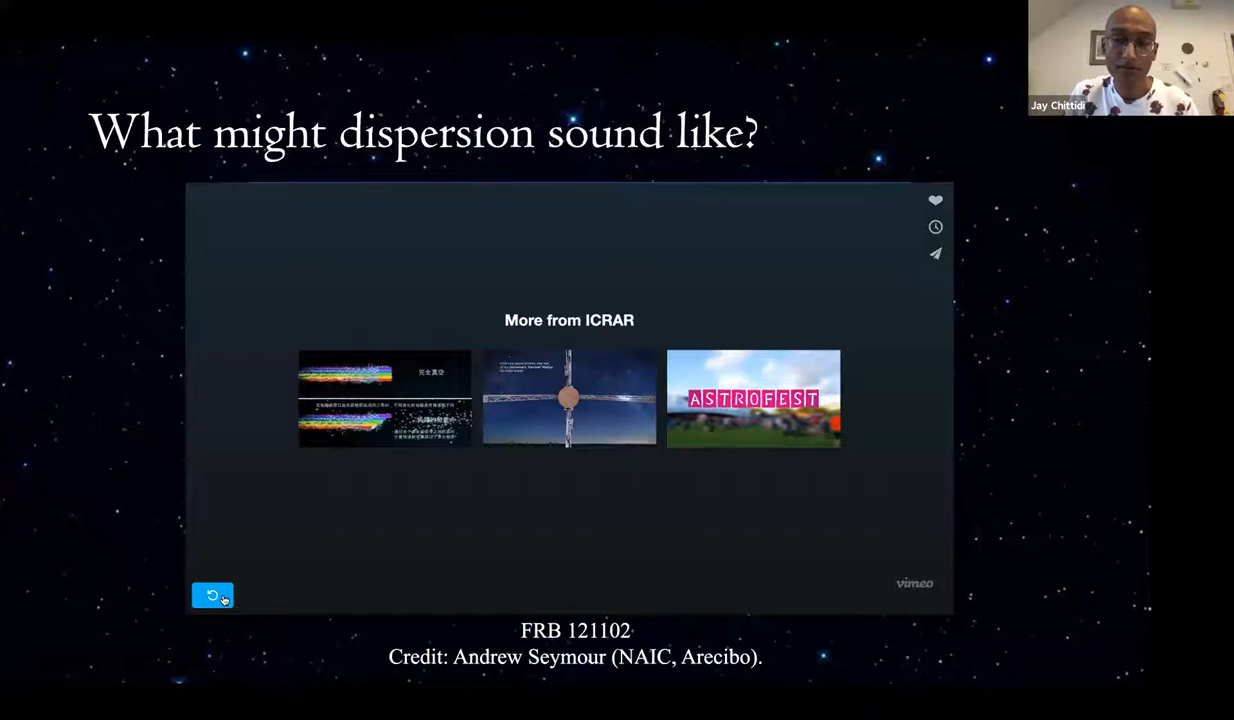 What might dispersion sound like?
Jay Chittidi
More from ICRAR
完全真空
ASTROFEST
vimeo
FRB 121102
Credit: Andrew Seymour (NAIC, Arecibo).